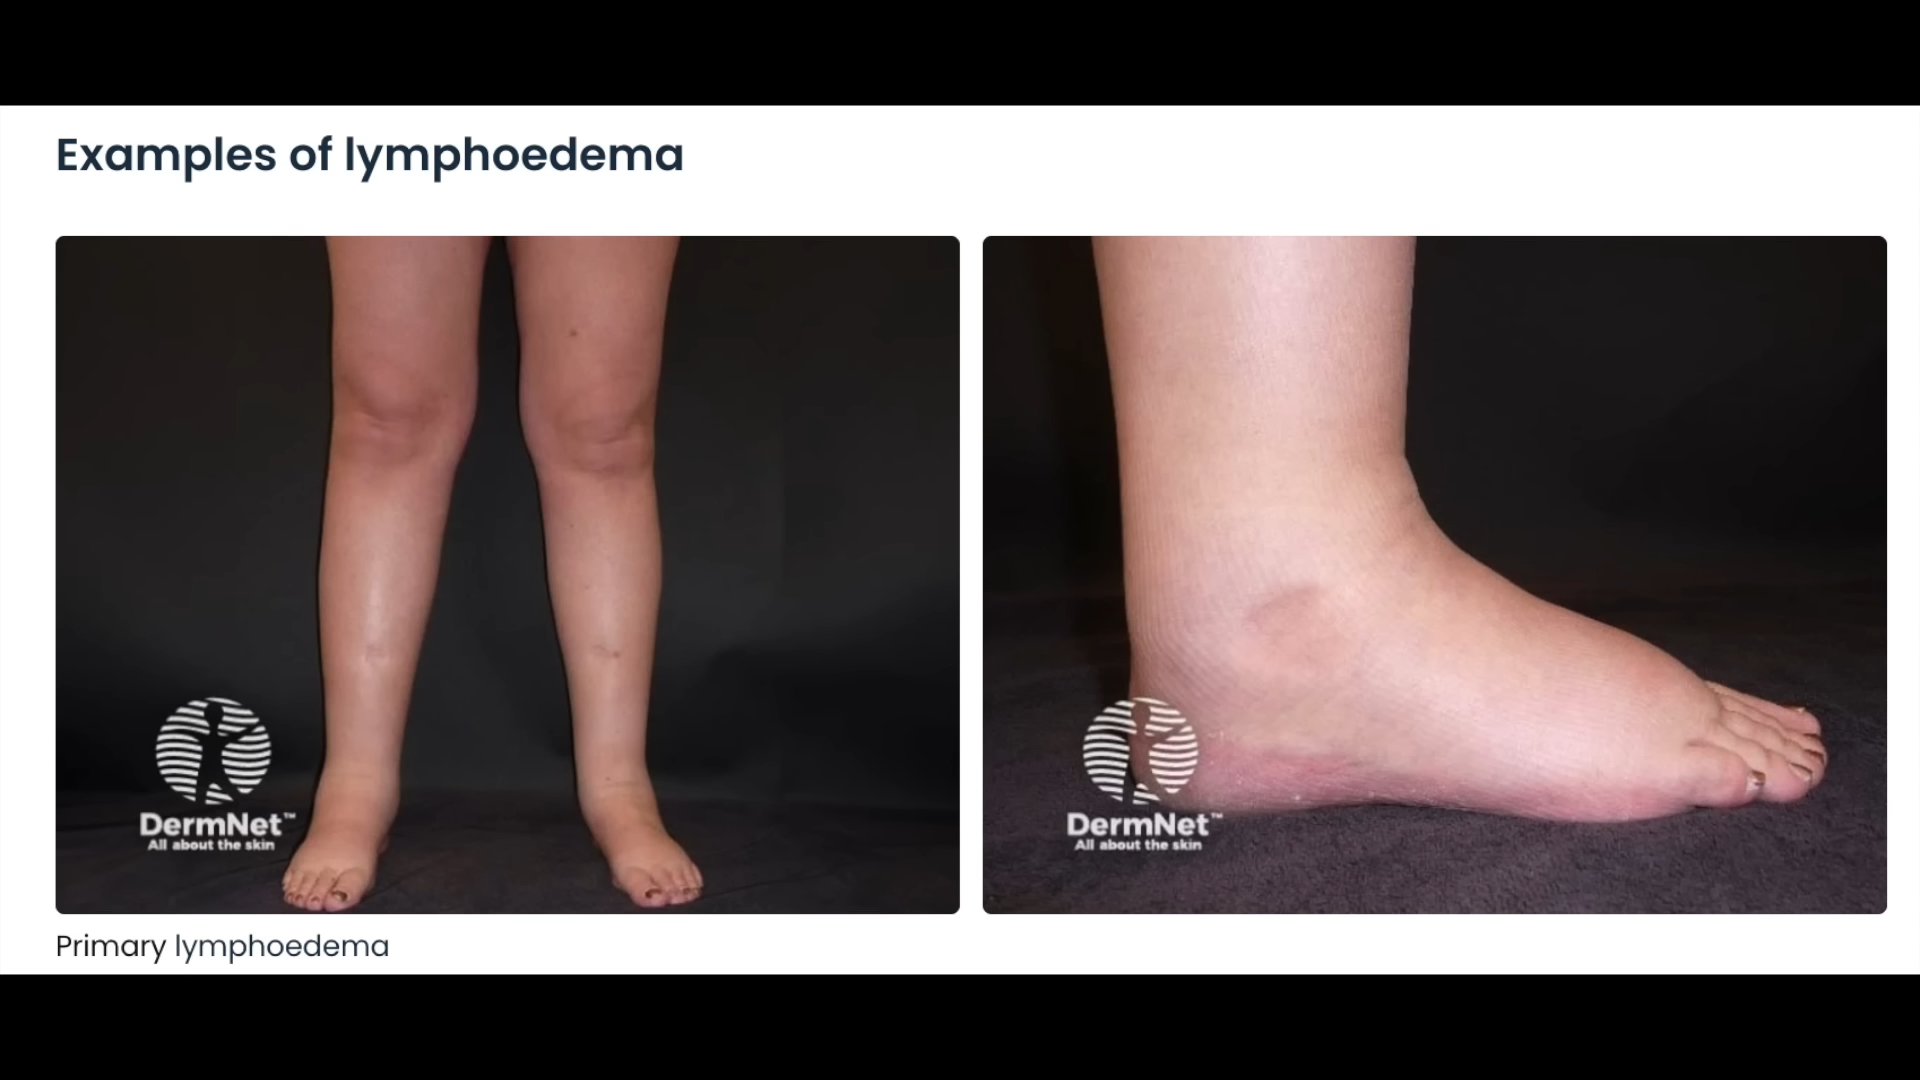 Examples of lymphoedema
DermNet™
All about the skin
DermNet™
All about the skin
Primary lymphoedema